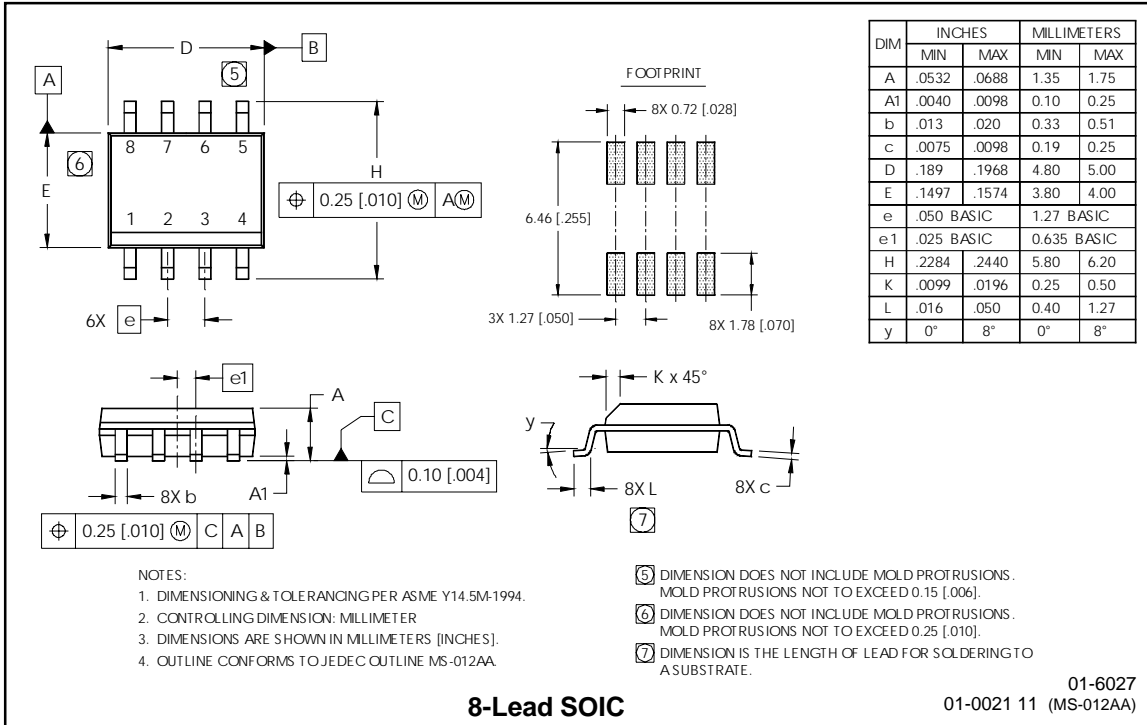 D
B
5
A
8 7 6 5
6
E
H
⌖ 0.25 [.010] Ⓜ AⓂ
1 2 3 4
6X e
FOOTPRINT
8X 0.72 [.028]
6.46 [.255]
3X 1.27 [.050]
8X 1.78 [.070]
DIM INCHES MILLIMETERS
MIN MAX MIN MAX
A .0532 .0688 1.35 1.75
A1 .0040 .0098 0.10 0.25
b .013 .020 0.33 0.51
c .0075 .0098 0.19 0.25
D .189 .1968 4.80 5.00
E .1497 .1574 3.80 4.00
e .050 BASIC 1.27 BASIC
e1 .025 BASIC 0.635 BASIC
H .2284 .2440 5.80 6.20
K .0099 .0196 0.25 0.50
L .016 .050 0.40 1.27
y 0° 8° 0° 8°
e1
A
C
⌓ 0.10 [.004]
8X b
A1
⌖ 0.25 [.010] Ⓜ C A B
K x 45°
y
8X L
8X c
7
NOTES:
1. DIMENSIONING & TOLERANCING PER ASME Y14.5M-1994.
2. CONTROLLING DIMENSION: MILLIMETER
3. DIMENSIONS ARE SHOWN IN MILLIMETERS [INCHES].
4. OUTLINE CONFORMS TO JEDEC OUTLINE MS-012AA.
5 DIMENSION DOES NOT INCLUDE MOLD PROTRUSIONS.
MOLD PROTRUSIONS NOT TO EXCEED 0.15 [.006].
6 DIMENSION DOES NOT INCLUDE MOLD PROTRUSIONS.
MOLD PROTRUSIONS NOT TO EXCEED 0.25 [.010].
7 DIMENSION IS THE LENGTH OF LEAD FOR SOLDERING TO
A SUBSTRATE.
8-Lead SOIC
01-6027
01-0021 11 (MS-012AA)